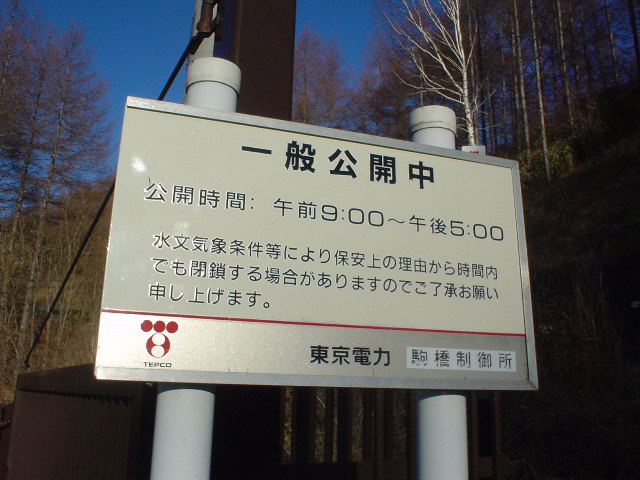 一般公開中
公開時間: 午前9:00～午後5:00
水文気象条件等により保安上の理由から時間内
でも閉鎖する場合がありますのでご了承お願い
申し上げます。
TEPCO
東京電力 駒橋制御所